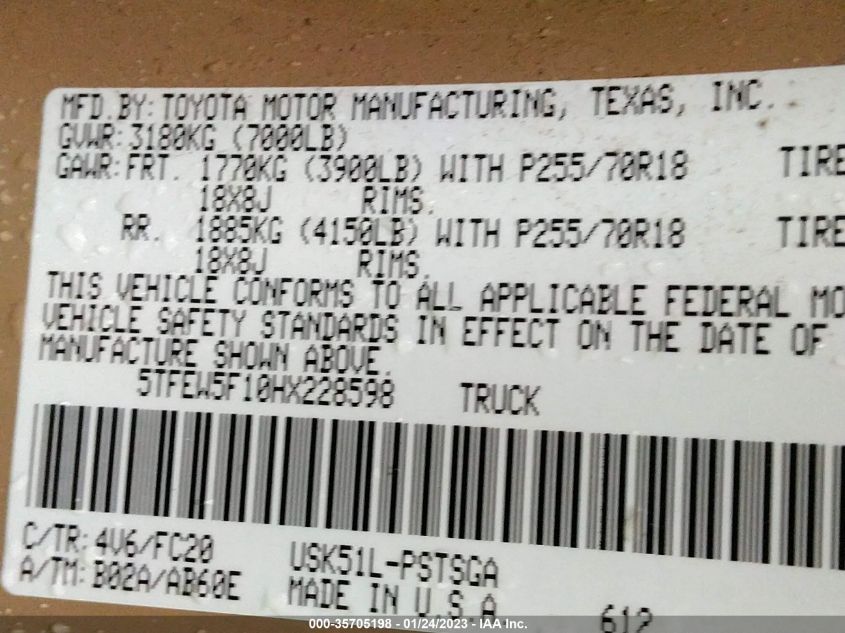 MFD.BY: TOYOTA MOTOR MANUFACTURING, TEXAS, INC.
GVWR: 3180KG (7000LB)
GAWR: FRT. 1770KG (3900LB) WITH P255/70R18 TIRE
18X8J RIMS.
RR. 1885KG (4150LB) WITH P255/70R18 TIRE
18X8J RIMS.
THIS VEHICLE CONFORMS TO ALL APPLICABLE FEDERAL MO
VEHICLE SAFETY STANDARDS IN EFFECT ON THE DATE OF
MANUFACTURE SHOWN ABOVE.
5TFEW5F10HX228598 TRUCK
C/TR: 4V6/FC20 USK51L-PSTSGA
A/TM: B02A/AB60E MADE IN U.S.A
612
000-35705198 - 01/24/2023 - IAA Inc.